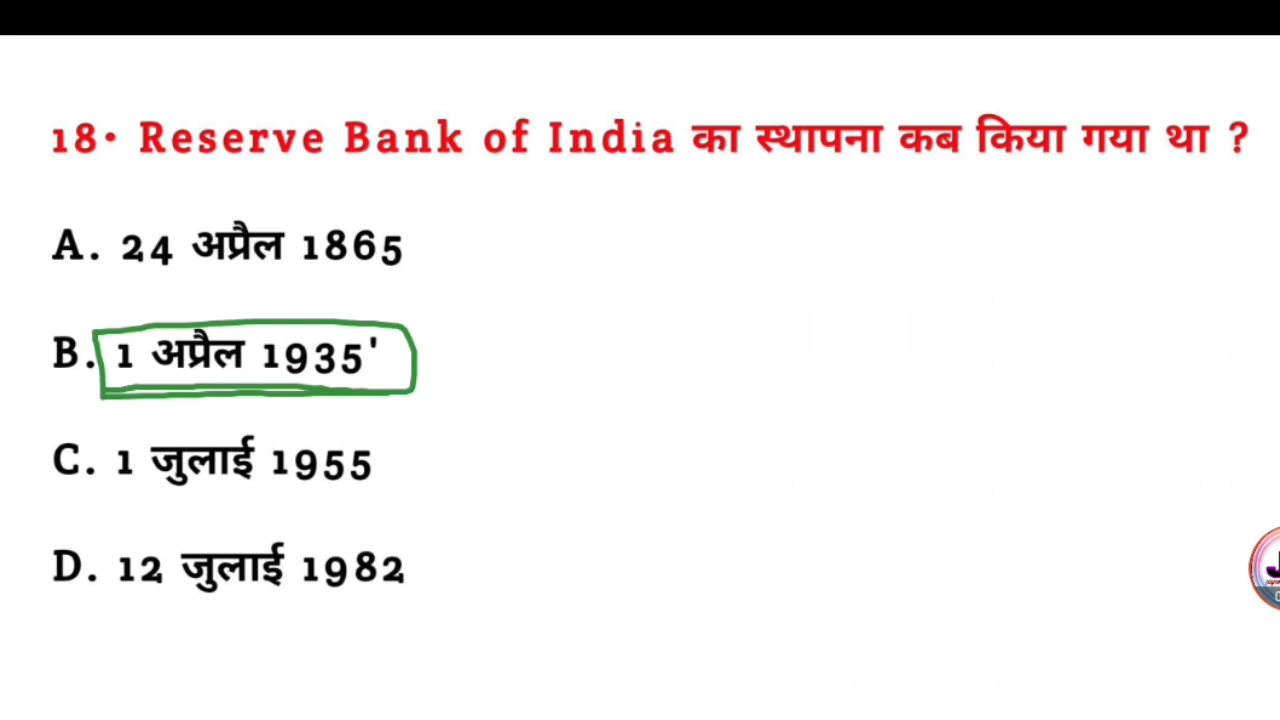 18• Reserve Bank of India का स्थापना कब किया गया था ?
A. 24 अप्रैल 1865
B. 1 अप्रैल 1935'
C. 1 जुलाई 1955
D. 12 जुलाई 1982